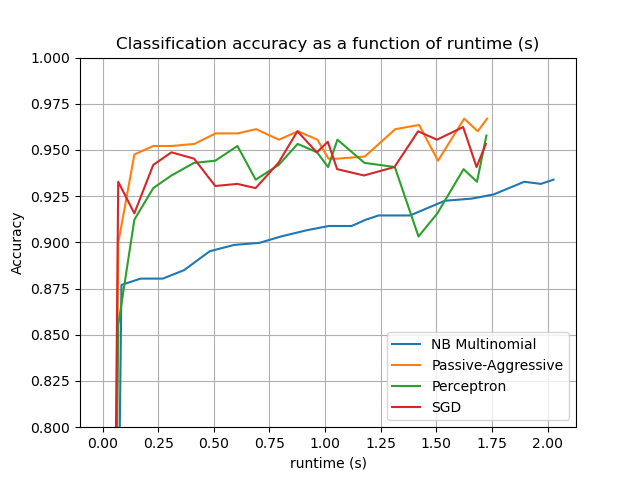 Classification accuracy as a function of runtime (s)
1.000
0.975
0.950
0.925
0.900
0.875
0.850
0.825
0.800
Accuracy
NB Multinomial
Passive-Aggressive
Perceptron
SGD
0.00 0.25 0.50 0.75 1.00 1.25 1.50 1.75 2.00
runtime (s)